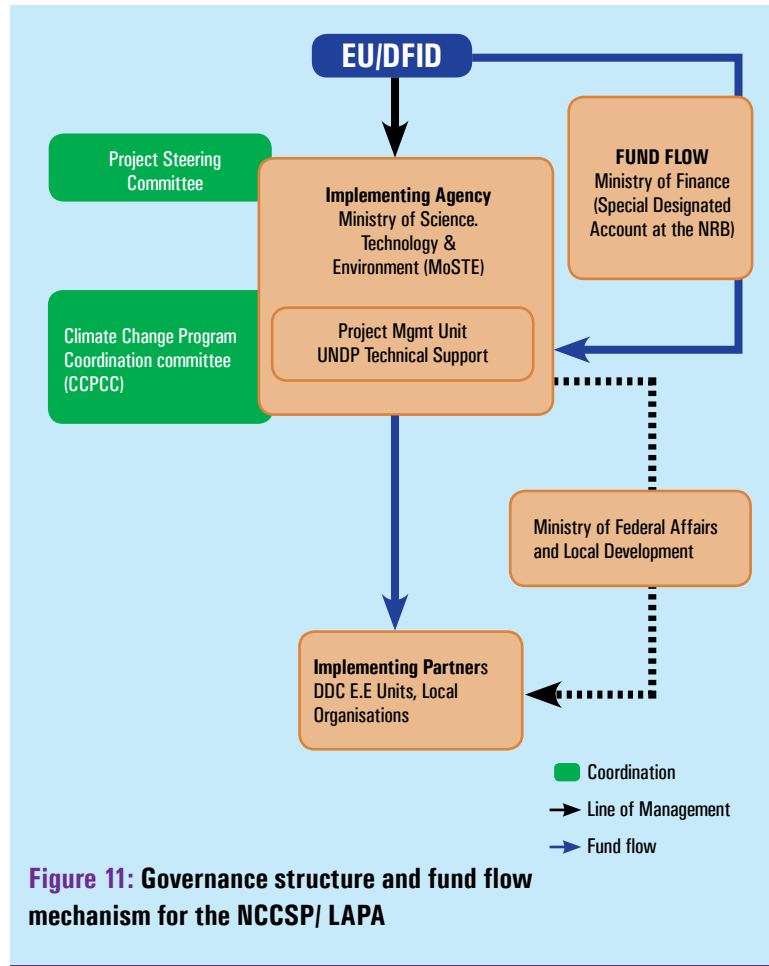 EU/DFID
Project Steering
Committee
FUND FLOW
Ministry of Finance
(Special Designated
Account at the NRB)
Implementing Agency
Ministry of Science.
Technology &
Environment (MoSTE)
Climate Change Program
Coordination committee
(CCPCC)
Project Mgmt Unit
UNDP Technical Support
Ministry of Federal Affairs
and Local Development
Implementing Partners
DDC E.E Units, Local
Organisations
Coordination
Line of Management
Fund flow
Figure 11: Governance structure and fund flow
mechanism for the NCCSP/ LAPA